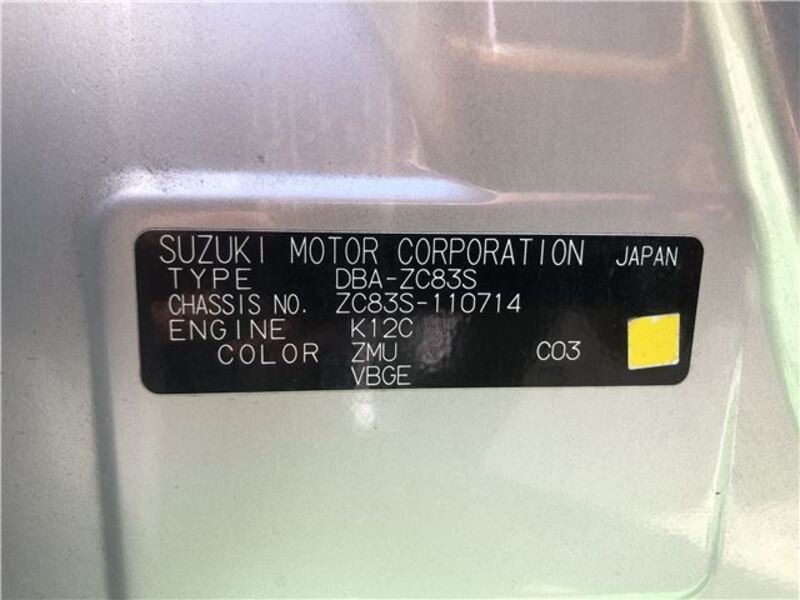 SUZUKI MOTOR CORPORATION JAPAN
TYPE DBA-ZC83S
CHASSIS NO. ZC83S-110714
ENGINE K12C
COLOR ZMU C03
VBGE